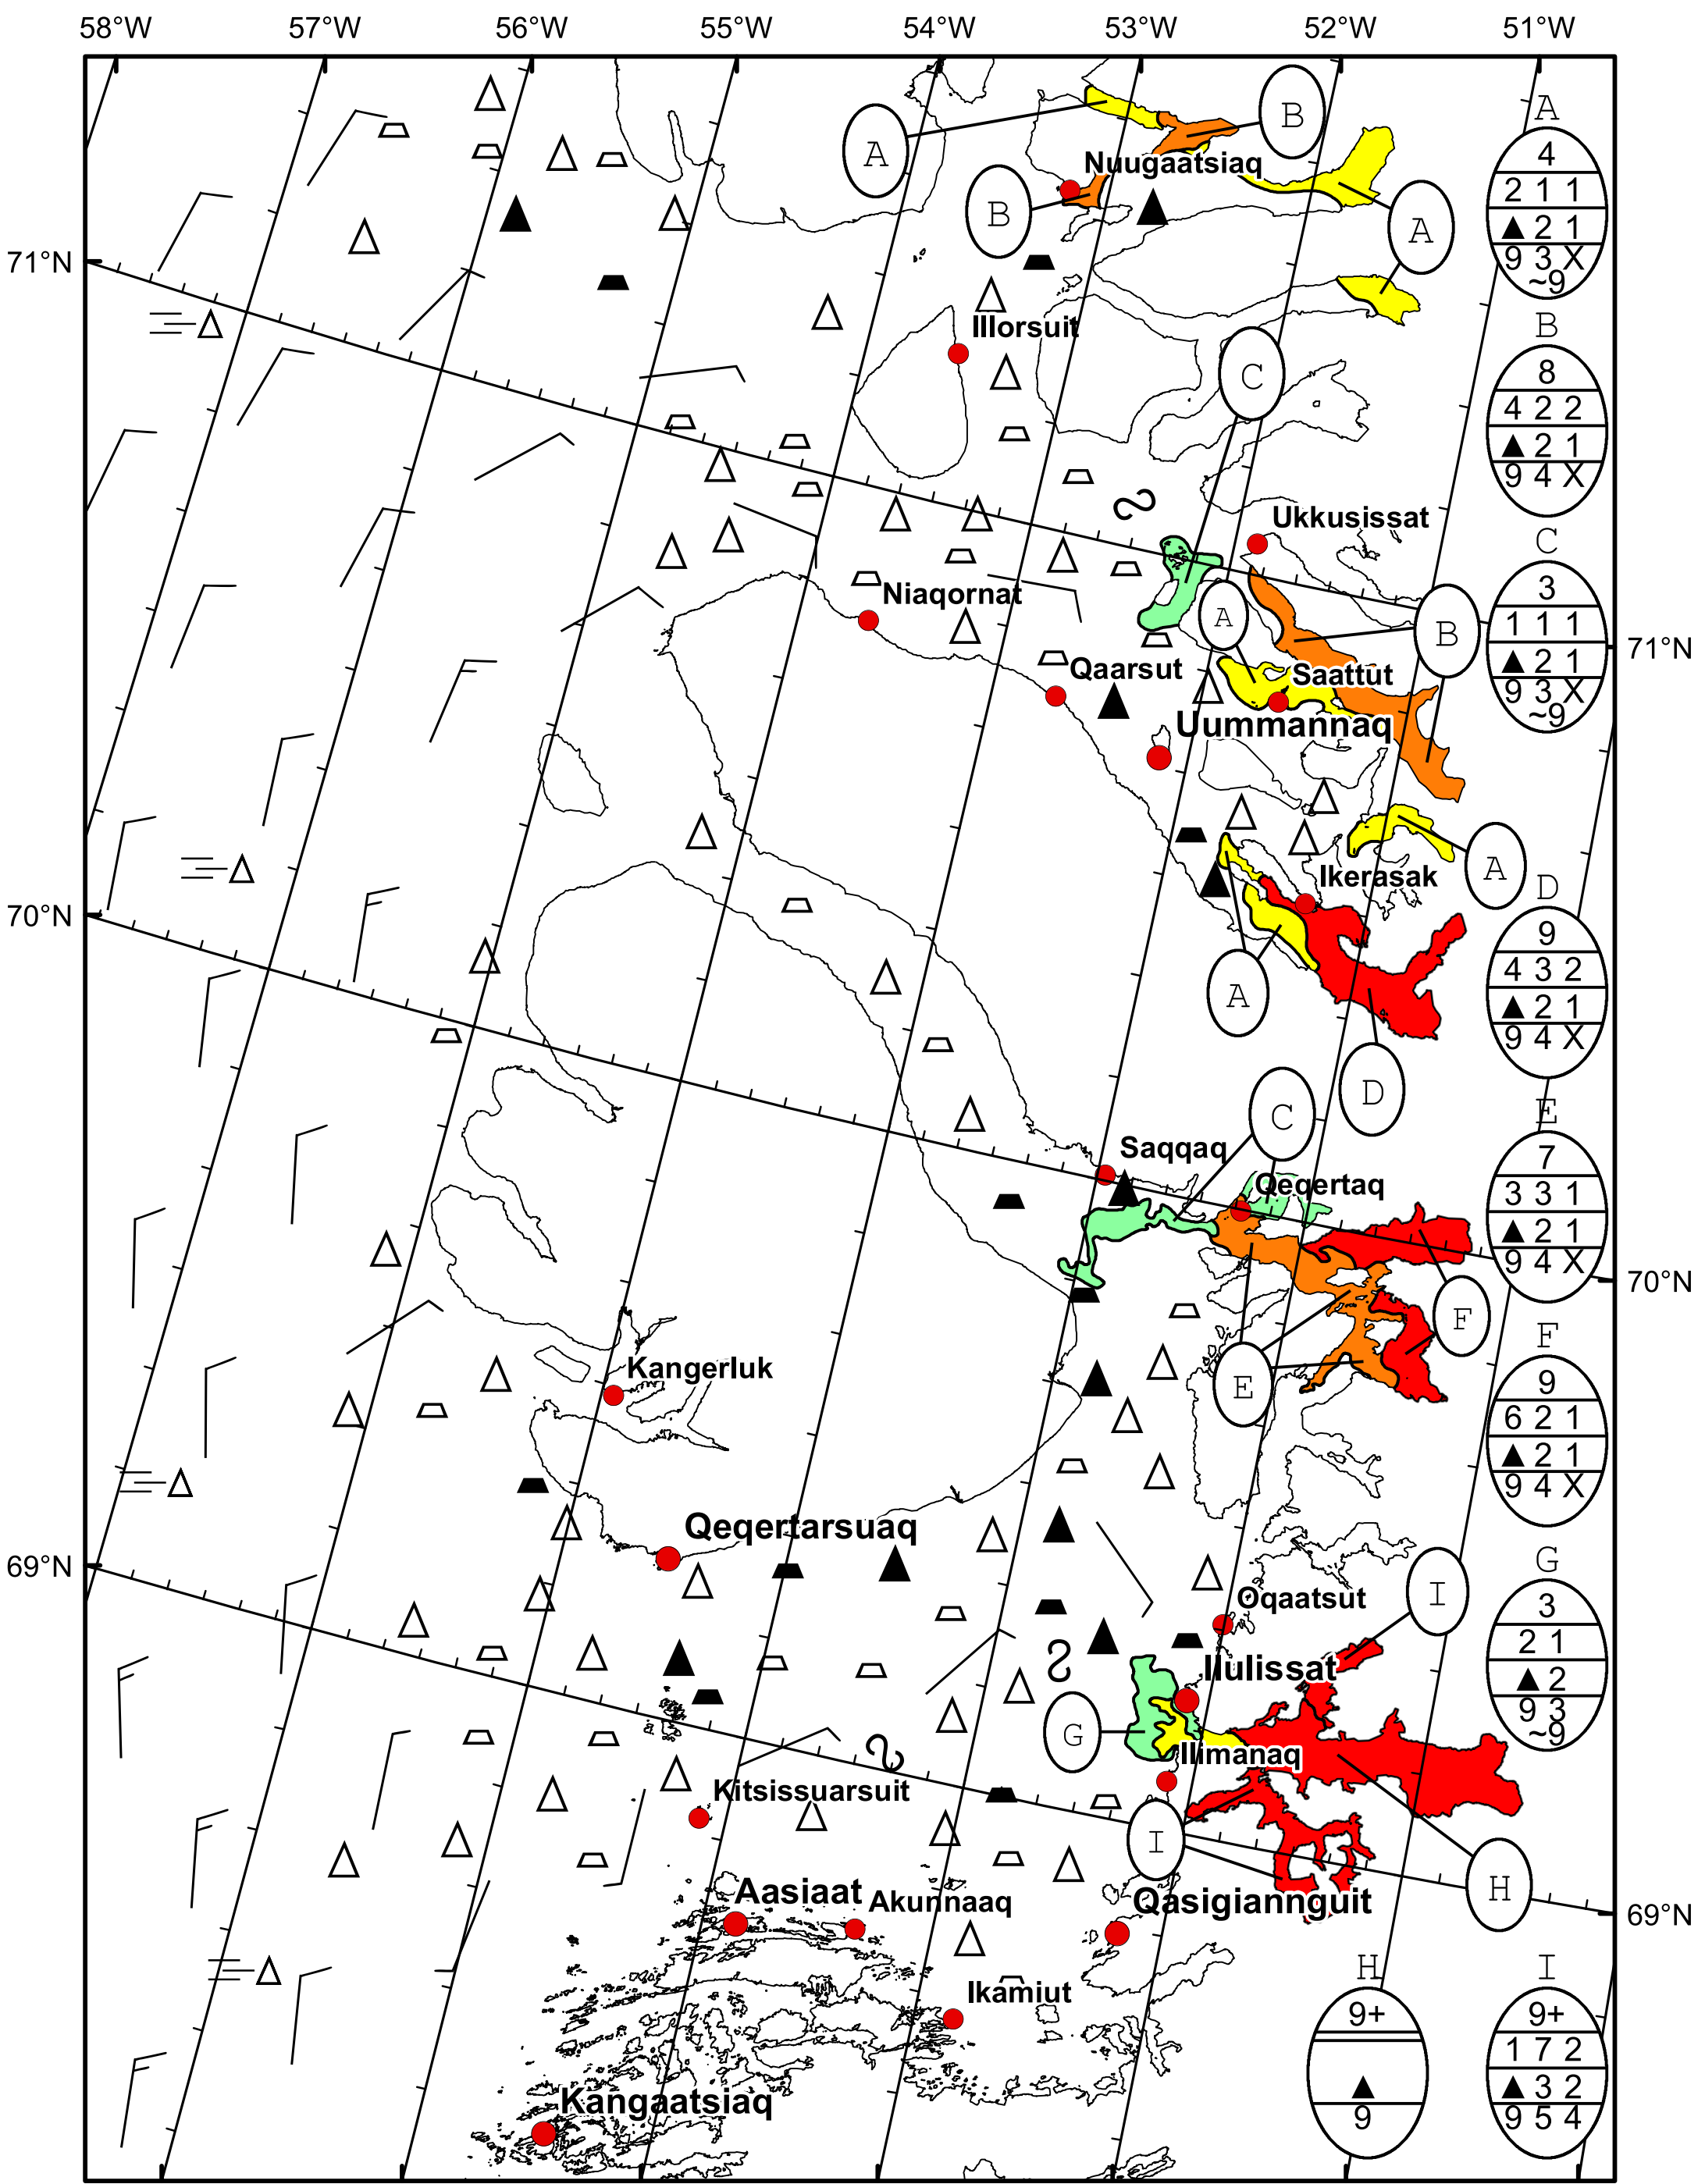 58°W 57°W 56°W 55°W 54°W 53°W 52°W 51°W
A
4
2 1 1
▲ 2 1
9 3 X
~9
A
B
Nuugaatsiaq
B
A
71°N
Illorsuit
B
8
4 2 2
▲ 2 1
9 4 X
C
Ukkusissat
C
3
1 1 1
▲ 2 1
9 3 X
~9
Niaqornat
A
B
71°N
Qaarsut
Saattut
Uummannaq
A
Ikerasak
70°N
D
9
4 3 2
▲ 2 1
9 4 X
A
D
C
E
7
3 3 1
▲ 2 1
9 4 X
Saqqaq
Qeqertaq
70°N
F
E
Kangerluk
F
9
6 2 1
▲ 2 1
9 4 X
Qeqertarsuaq
69°N
G
3
2 1
▲ 2
9 3
~9
I
Oqaatsut
Ilulissat
G
Ilimanaq
Kitsissuarsuit
I
H
Aasiaat
Akunnaaq
Qasigiannguit
69°N
Ikamiut
H
9+
▲
9
I
9+
1 7 2
▲ 3 2
9 5 4
Kangaatsiaq